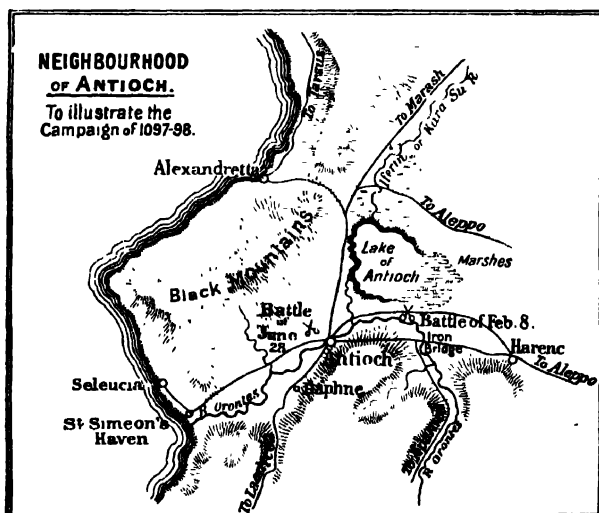 NEIGHBOURHOOD
OF ANTIOCH.
To illustrate the
Campaign of 1097-98.
To Tarsus
To Marash
Iferin or Kara Su R
Alexandretta
To Aleppo
Black Mountains
Lake
of
Antioch
Marshes
Battle
of
June
28
Battle of Feb. 8.
Iron
Bridge
Harenc
To Aleppo
Antioch
Seleucia
Daphne
R Orontes
St Simeon's
Haven
R Orontes